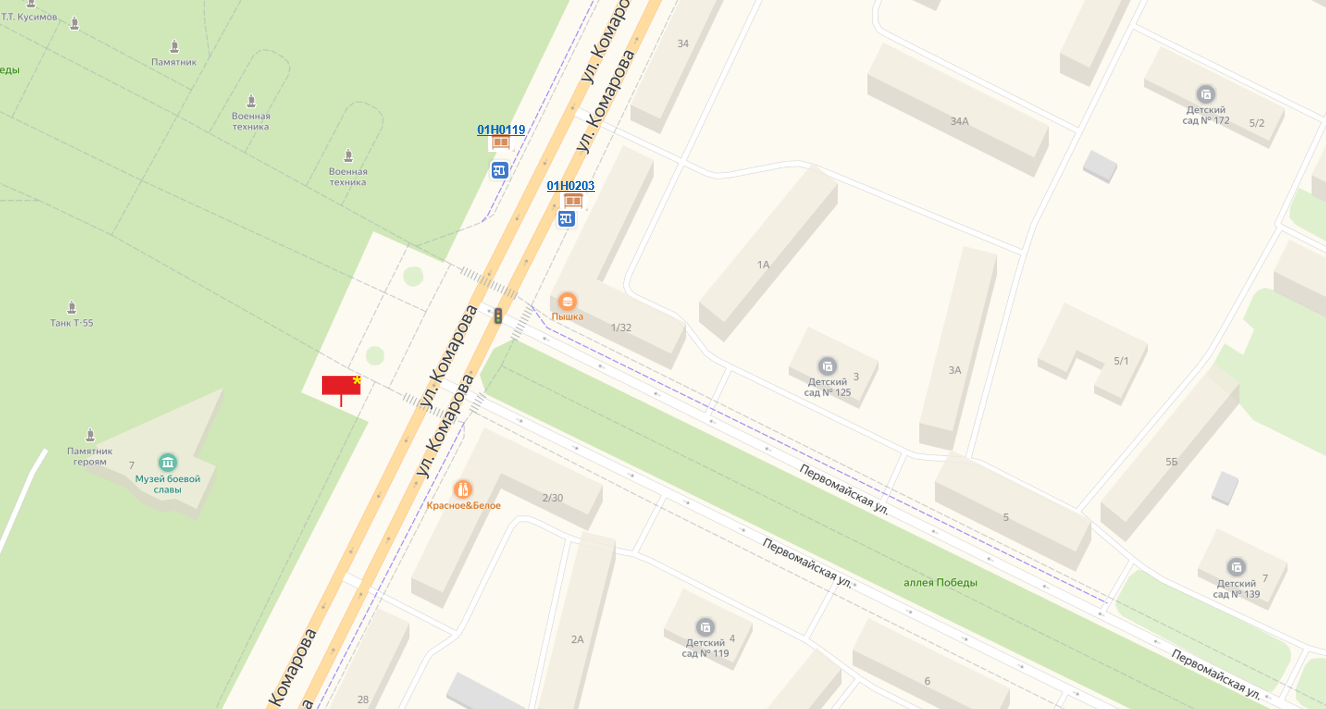 Т.Т. Кусимов
еды
Памятник
Военная
техника
Военная
техника
ул. Комарова
ул. Комарова
34
34А
Детский
сад № 172
5/2
01Н0119
01Н0203
1А
Танк Т-55
Пышка
1/32
ул. Комарова
ул. Комарова
Детский
сад № 125
3
3А
5/1
Памятник
героям
7
Музей боевой
славы
Красное&Белое
2/30
Первомайская ул.
5Б
5
Первомайская ул.
аллея Победы
Детский
сад № 139
7
2А
Детский
сад № 119
4
6
Первомайская ул.
Комарова
28